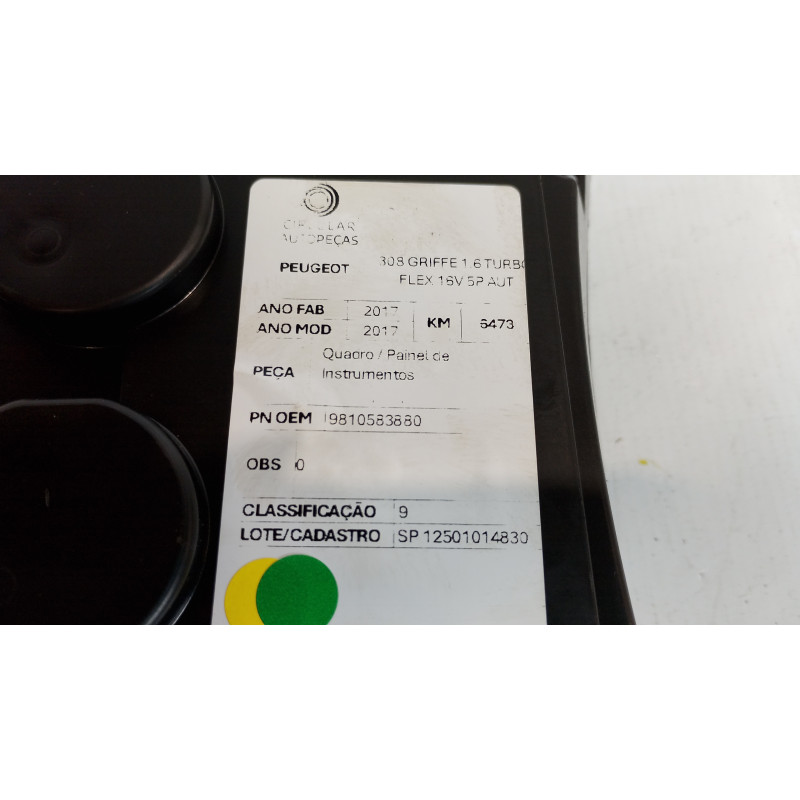 CIRCULAR
AUTOPEÇAS
PEUGEOT 308 GRIFFE 1.6 TURBO
FLEX 16V 5P AUT
ANO FAB 2017
ANO MOD 2017 KM 6473
Quadro / Painel de
PEÇA Instrumentos
PN OEM 9810583880
OBS 0
CLASSIFICAÇÃO 9
LOTE/CADASTRO SP 12501014830